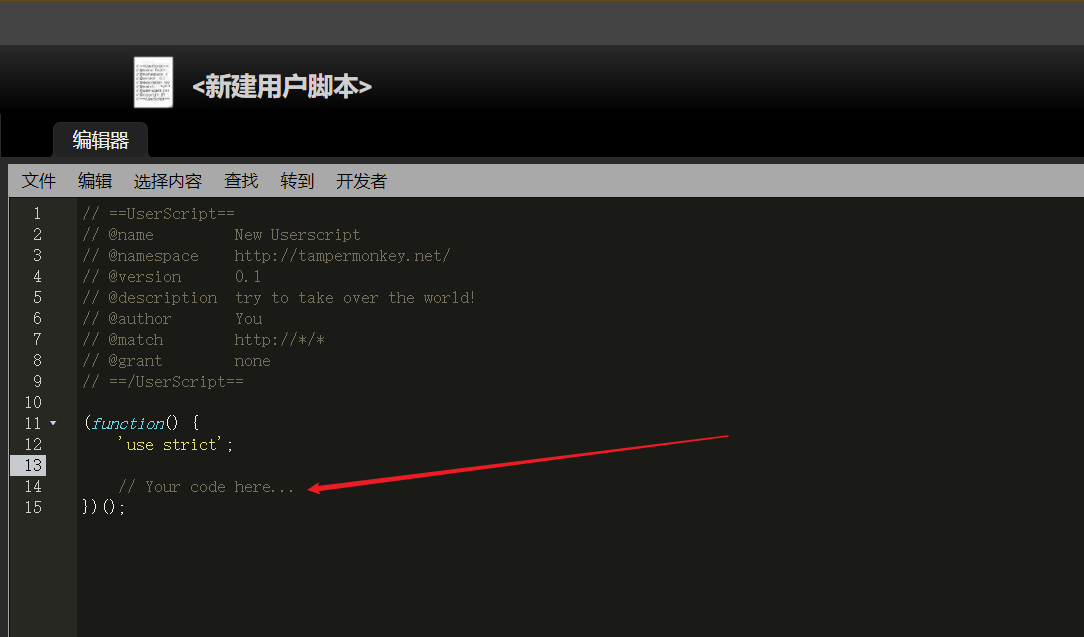 <新建用户脚本>
编辑器
文件 编辑 选择内容 查找 转到 开发者
1 // ==UserScript==
2 // @name         New Userscript
3 // @namespace    http://tampermonkey.net/
4 // @version      0.1
5 // @description  try to take over the world!
6 // @author       You
7 // @match        http://*/*
8 // @grant        none
9 // ==/UserScript==
10
11 (function() {
12     'use strict';
13
14     // Your code here...
15 })();